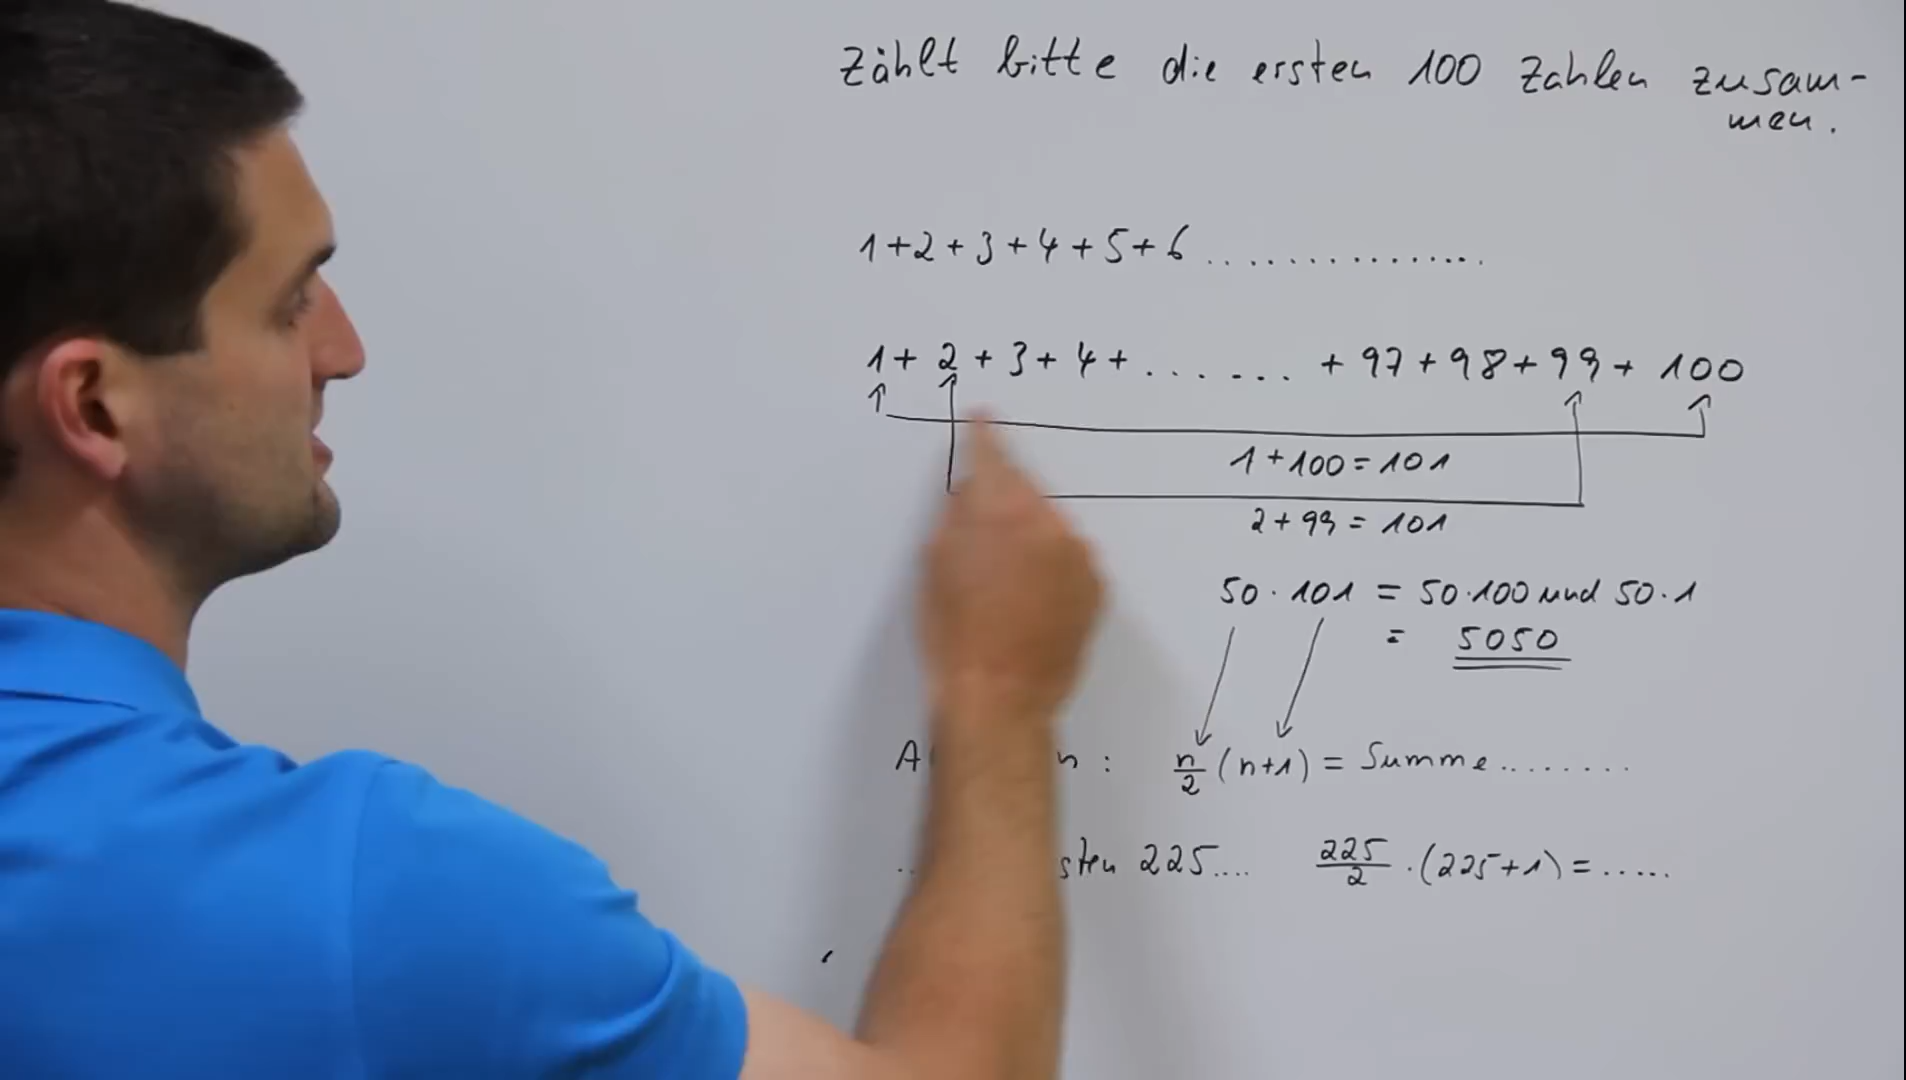 Zählt bitte die ersten 100 Zahlen zusam-
men.
1+2+3+4+5+6...............
1+2+3+4+......+97+98+99+100
1+100=101
2+99=101
50·101 = 50·100 und 50·1
= 5050
n : n/2 (n+1) = Summe........
sten 225.... 225/2 ·(225+1) = .....